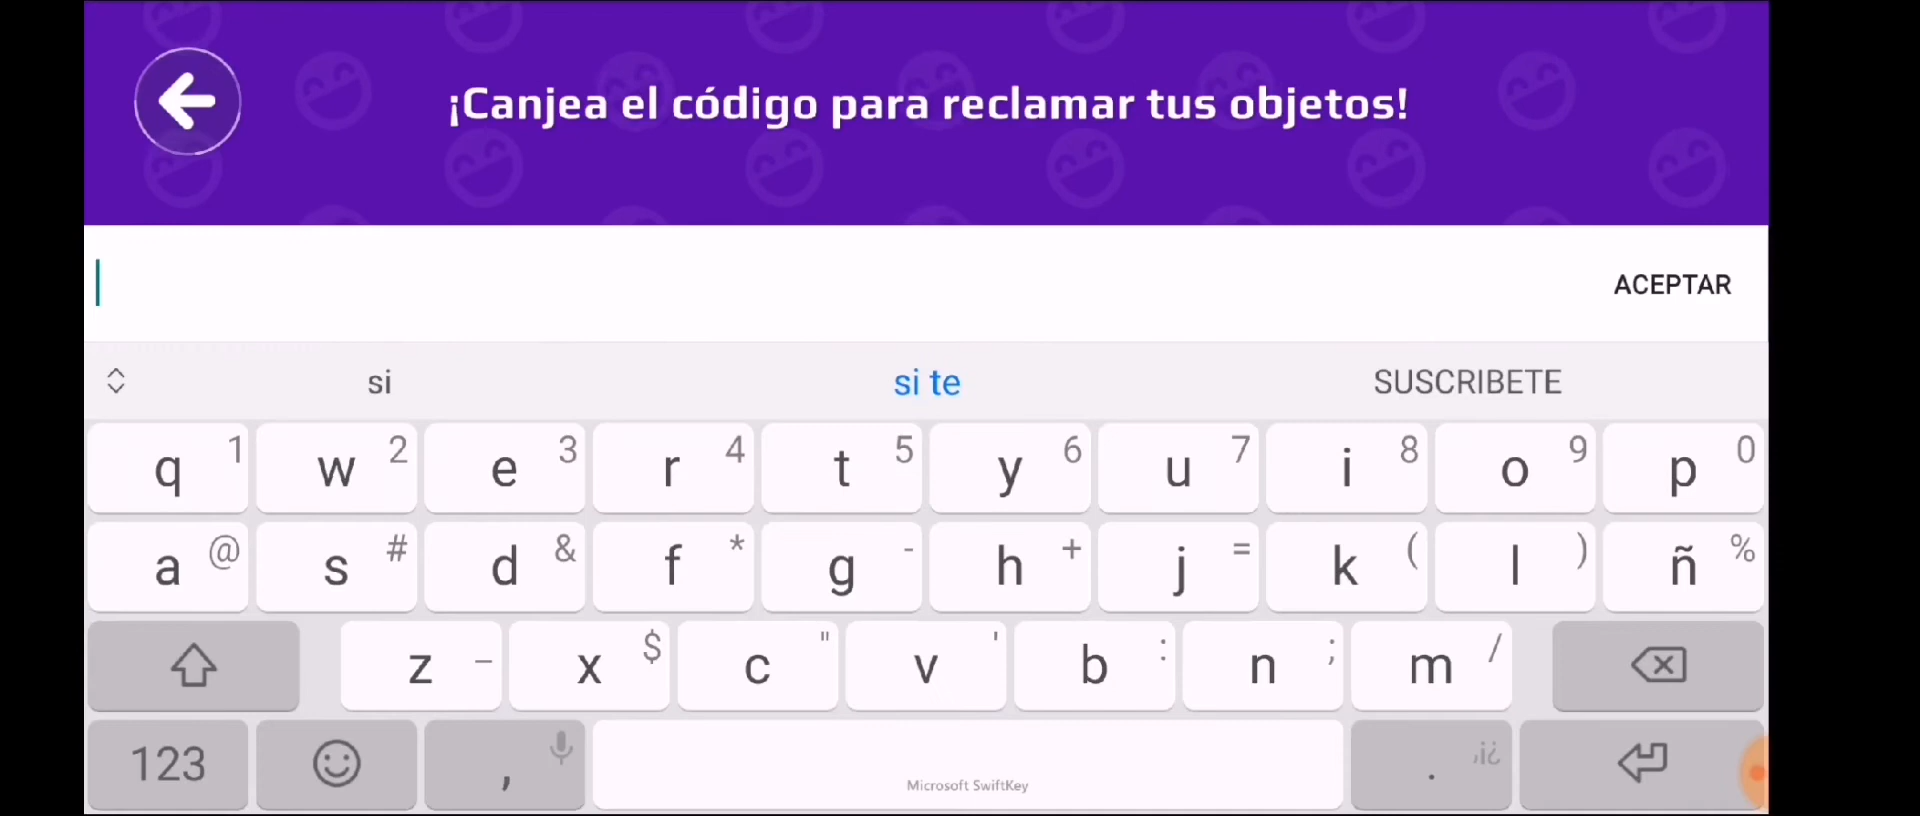 ¡Canjea el código para reclamar tus objetos!
ACEPTAR
si si te SUSCRIBETE
q 1 w 2 e 3 r 4 t 5 y 6 u 7 i 8 o 9 p 0
a @ s # d & f * g - h + j = k ( l ) ñ %
z _ x $ c " v ' b : n ; m /
123 , Microsoft SwiftKey . ,!¿